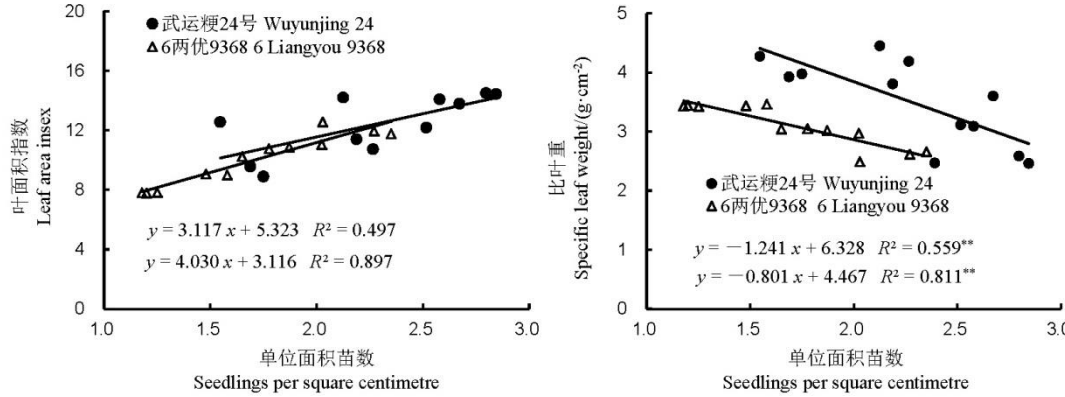 20
16
12
8
4
0
叶面积指数
Leaf area insex
武运粳24号 Wuyunjing 24
6两优9368 6 Liangyou 9368
y = 3.117 x + 5.323 R² = 0.497
y = 4.030 x + 3.116 R² = 0.897
1.0 1.5 2.0 2.5 3.0
单位面积苗数
Seedlings per square centimetre
5
4
3
2
1
0
比叶重
Specific leaf weight/(g·cm⁻²)
武运粳24号 Wuyunjing 24
6两优9368 6 Liangyou 9368
y = −1.241 x + 6.328 R² = 0.559**
y = −0.801 x + 4.467 R² = 0.811**
1.0 1.5 2.0 2.5 3.0
单位面积苗数
Seedlings per square centimetre